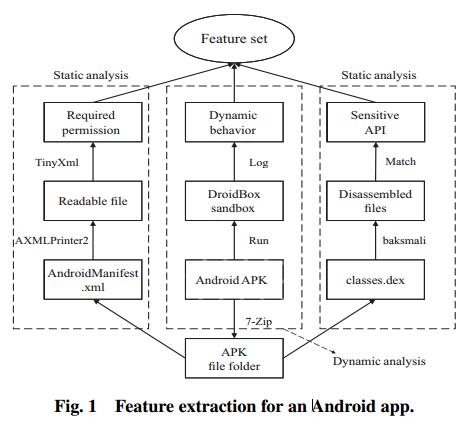 Feature set
Static analysis
Static analysis
Required
permission
Dynamic
behavior
Sensitive
API
TinyXml
Log
Match
Readable file
DroidBox
sandbox
Disassembled
files
AXMLPrinter2
Run
baksmali
AndroidManifest
.xml
Android APK
classes.dex
7-Zip
APK
file folder
Dynamic analysis
Fig. 1 Feature extraction for an Android app.